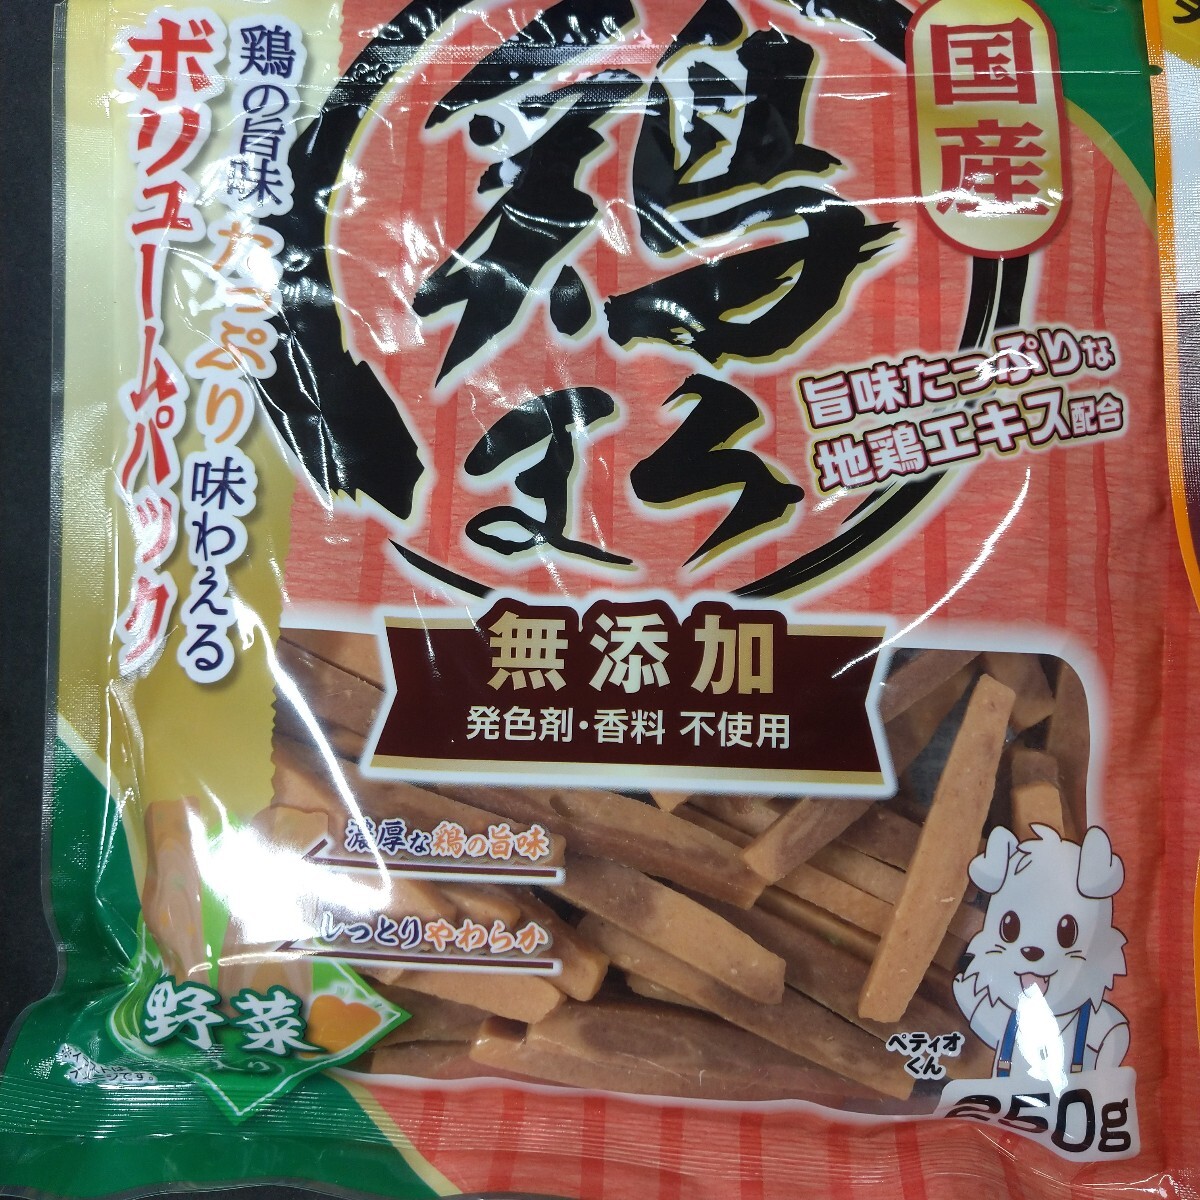 国産
鶏
まろ
鶏の旨味たっぷり味わえる
ボリュームパック
旨味たっぷりな
地鶏エキス配合
無添加
発色剤・香料 不使用
濃厚な鶏の旨味
しっとりやわらか
野菜
入り
ペティオ
くん
250g